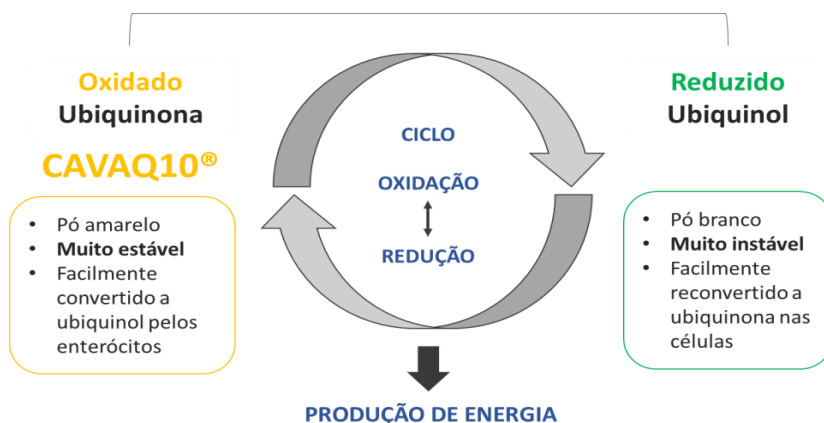 Oxidado
Ubiquinona
CAVAQ10®
• Pó amarelo
• Muito estável
• Facilmente
convertido a
ubiquinol pelos
enterócitos
CICLO
OXIDAÇÃO
REDUÇÃO
Reduzido
Ubiquinol
• Pó branco
• Muito instável
• Facilmente
reconvertido a
ubiquinona nas
células
PRODUÇÃO DE ENERGIA